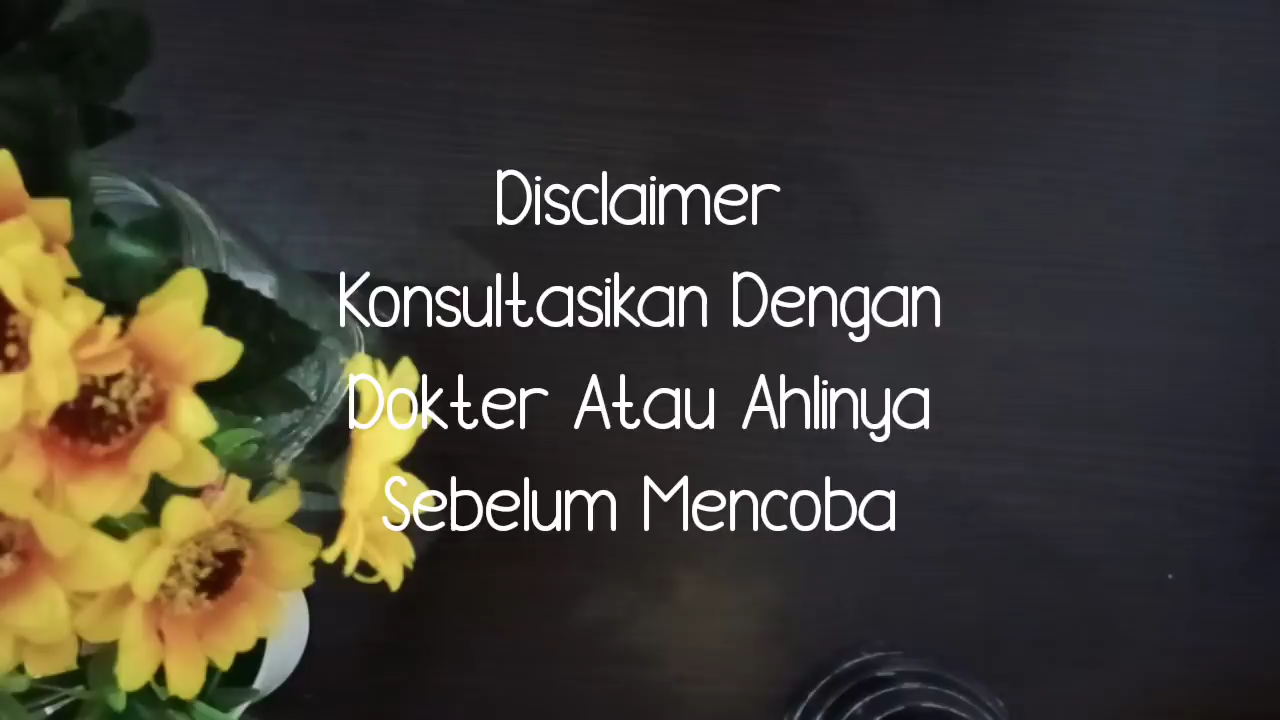 Disclaimer
Konsultasikan Dengan
Dokter Atau Ahlinya
Sebelum Mencoba